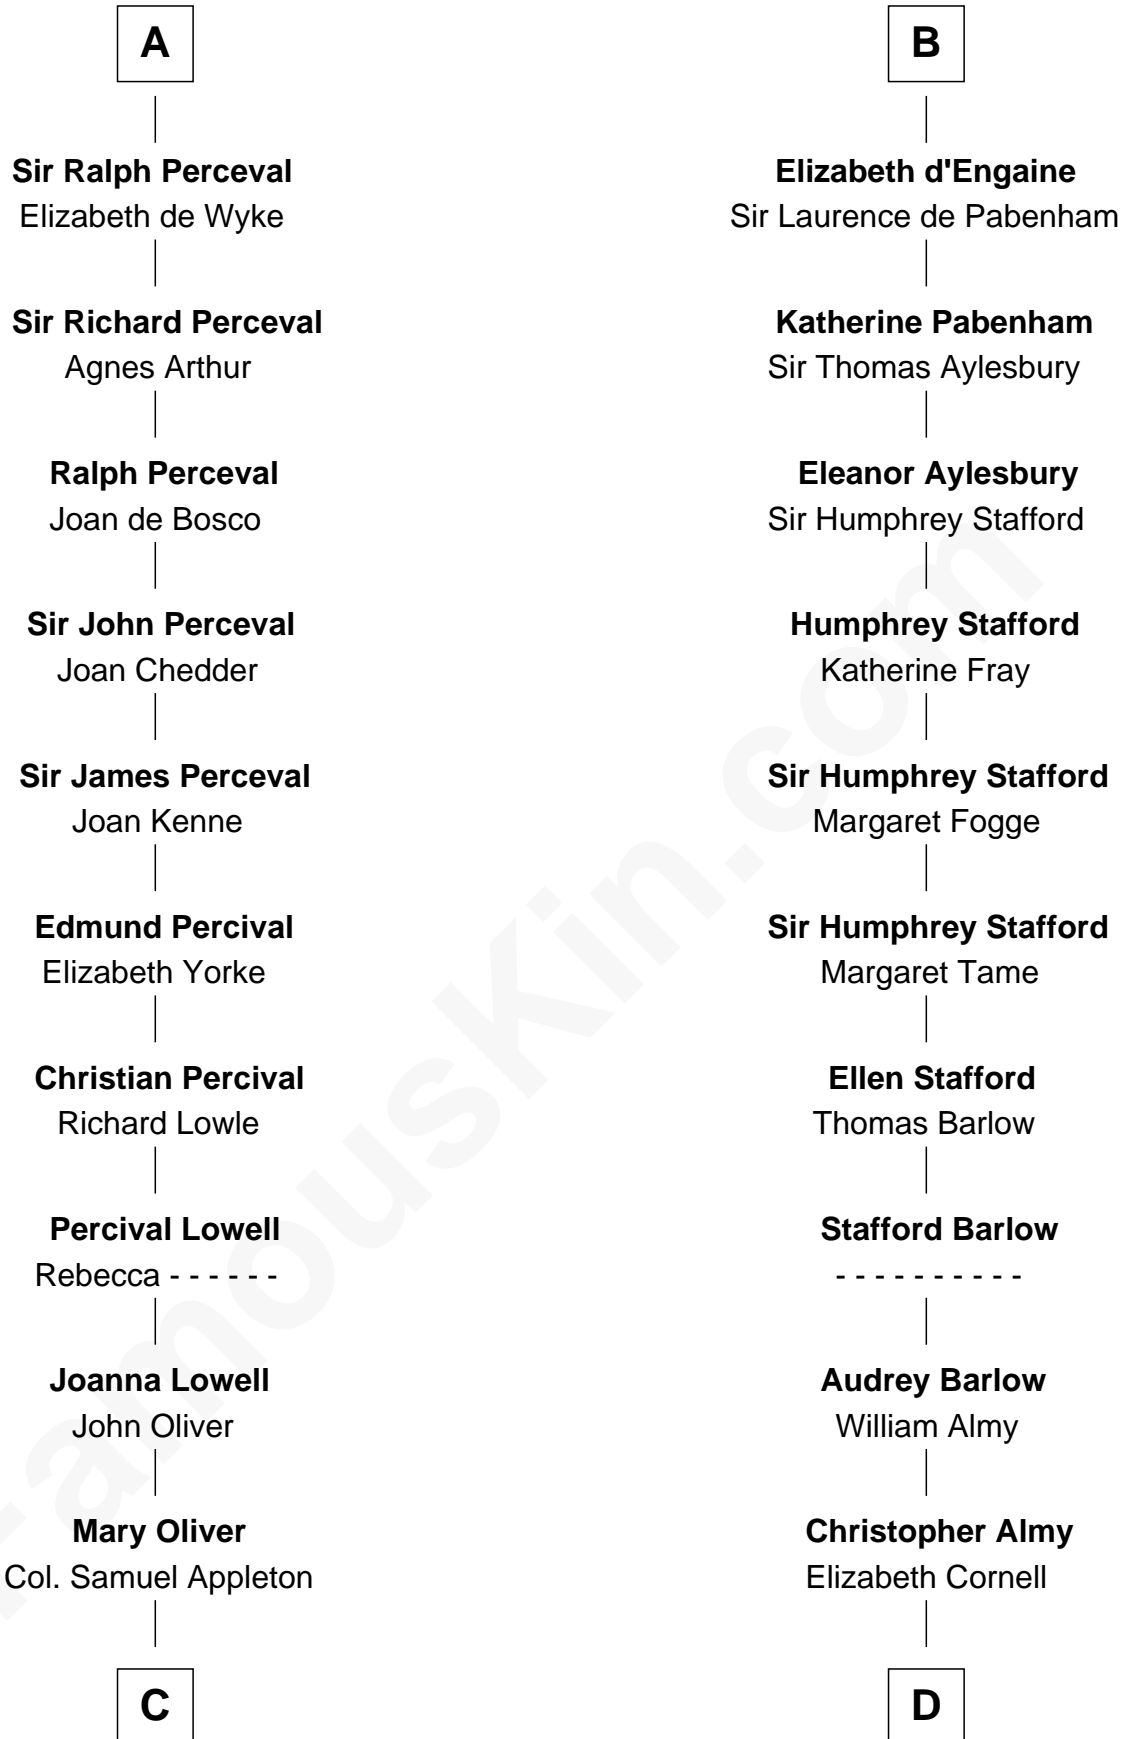 A
Sir Ralph Perceval
Elizabeth de Wyke
Sir Richard Perceval
Agnes Arthur
Ralph Perceval
Joan de Bosco
Sir John Perceval
Joan Chedder
Sir James Perceval
Joan Kenne
Edmund Percival
Elizabeth Yorke
Christian Percival
Richard Lowle
Percival Lowell
Rebecca - - - - - -
Joanna Lowell
John Oliver
Mary Oliver
Col. Samuel Appleton
C
B
Elizabeth d'Engaine
Sir Laurence de Pabenham
Katherine Pabenham
Sir Thomas Aylesbury
Eleanor Aylesbury
Sir Humphrey Stafford
Humphrey Stafford
Katherine Fray
Sir Humphrey Stafford
Margaret Fogge
Sir Humphrey Stafford
Margaret Tame
Ellen Stafford
Thomas Barlow
Stafford Barlow
- - - - - - - - - -
Audrey Barlow
William Almy
Christopher Almy
Elizabeth Cornell
D
FamousKin.com